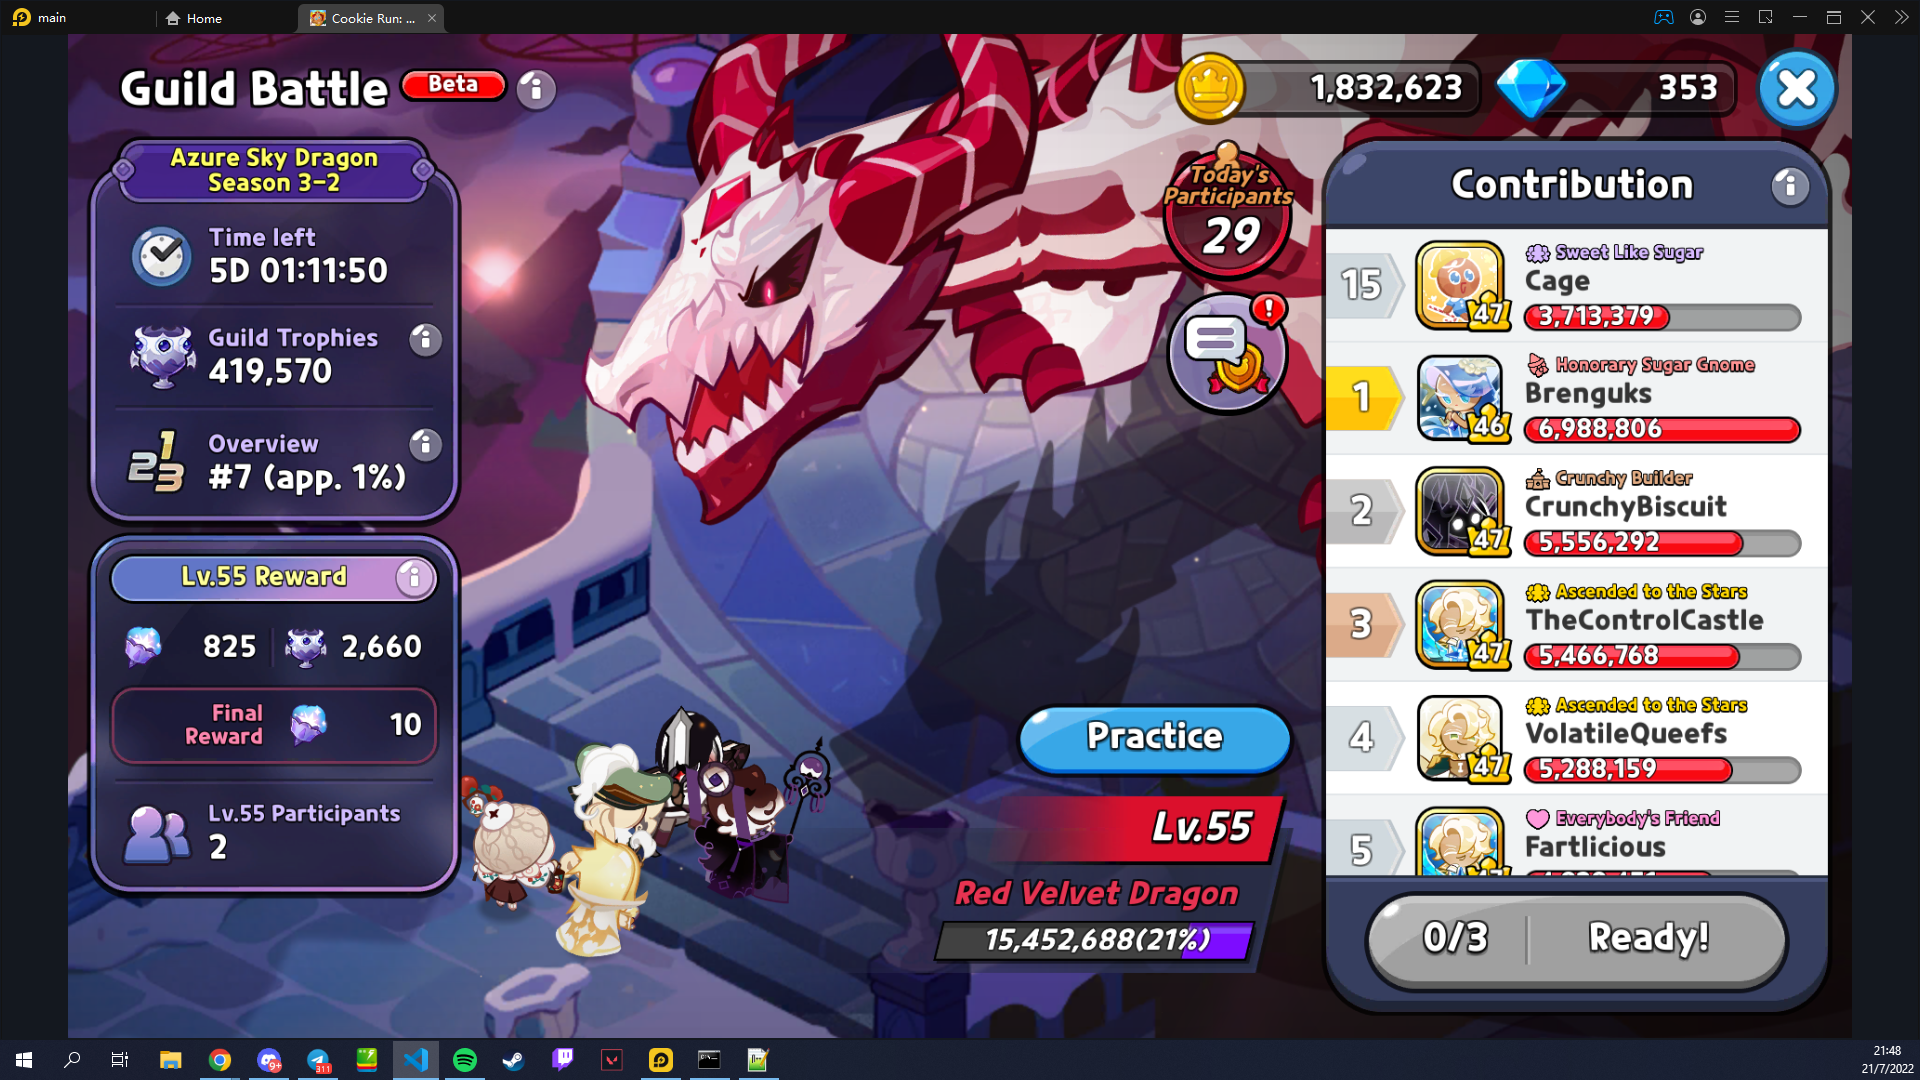 main
Home
Cookie Run: ...
Guild Battle
Beta
1,832,623
353
Azure Sky Dragon
Season 3-2
Time left
5D 01:11:50
Guild Trophies
419,570
Overview
#7 (app. 1%)
Lv.55 Reward
825
2,660
Final
Reward
10
Lv.55 Participants
2
Today's
Participants
29
Practice
Lv.55
Red Velvet Dragon
15,452,688(21%)
Contribution
15
47
Sweet Like Sugar
Cage
3,713,379
1
46
Honorary Sugar Gnome
Brenguks
6,988,806
2
47
Crunchy Builder
CrunchyBiscuit
5,556,292
3
47
Ascended to the Stars
TheControlCastle
5,466,768
4
47
Ascended to the Stars
VolatileQueefs
5,288,159
5
Everybody's Friend
Fartlicious
0/3
Ready!
9+
311
21:48
21/7/2022